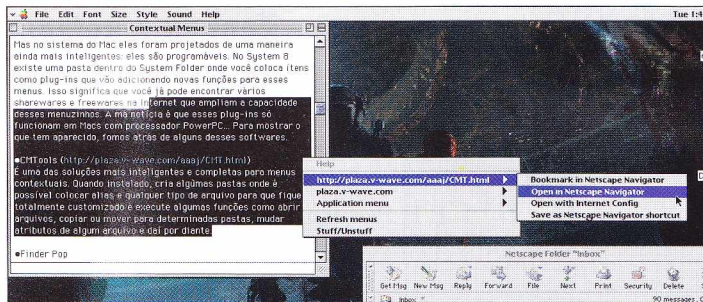 File Edit Font Size Style Sound Help
Contextual Menus
Mas no sistema do Mac eles foram projetados de uma maneira
ainda mais inteligentes: eles são programáveis. No System 8
existe uma pasta dentro do System Folder onde você coloca ítens
como plug-ins que vão adicionando novas funções para esses
menus. Isso significa que você já pode encontrar vários
sharewares e freewares na Internet que ampliam a capacidade
desses menuzinhos. A má notícia é que esses plug-ins só
funcionam em Macs com processador PowerPC... Para mostrar o
que tem aparecido, fomos atrás de alguns desses softwares.
●CMTools (http://plaza.v-wave.com/aaaj/CMT.html)
É uma das soluções mais inteligentes e completas para menus
contextuais. Quando instalado, cria algumas pastas onde é
possível colocar alias e qualquer tipo de arquivo para que fique
totalmente customizado e execute algumas funções como abrir
arquivos, copiar ou mover para determinadas pastas, mudar
atributos de algum arquivo e daí por diante.
●Finder Pop
Help
http://plaza.v-wave.com/aaaj/CMT.html
plaza.v-wave.com
Application menu
Refresh menus
Stuff/Unstuff
Bookmark in Netscape Navigator
Open in Netscape Navigator
Open with Internet Config
Save as Netscape Navigator shortcut
Netscape Folder "Inbox"
Get Msg New Msg Reply Forward File Next Print Security Delete
Inbox
90 messages,
Tue 1:4